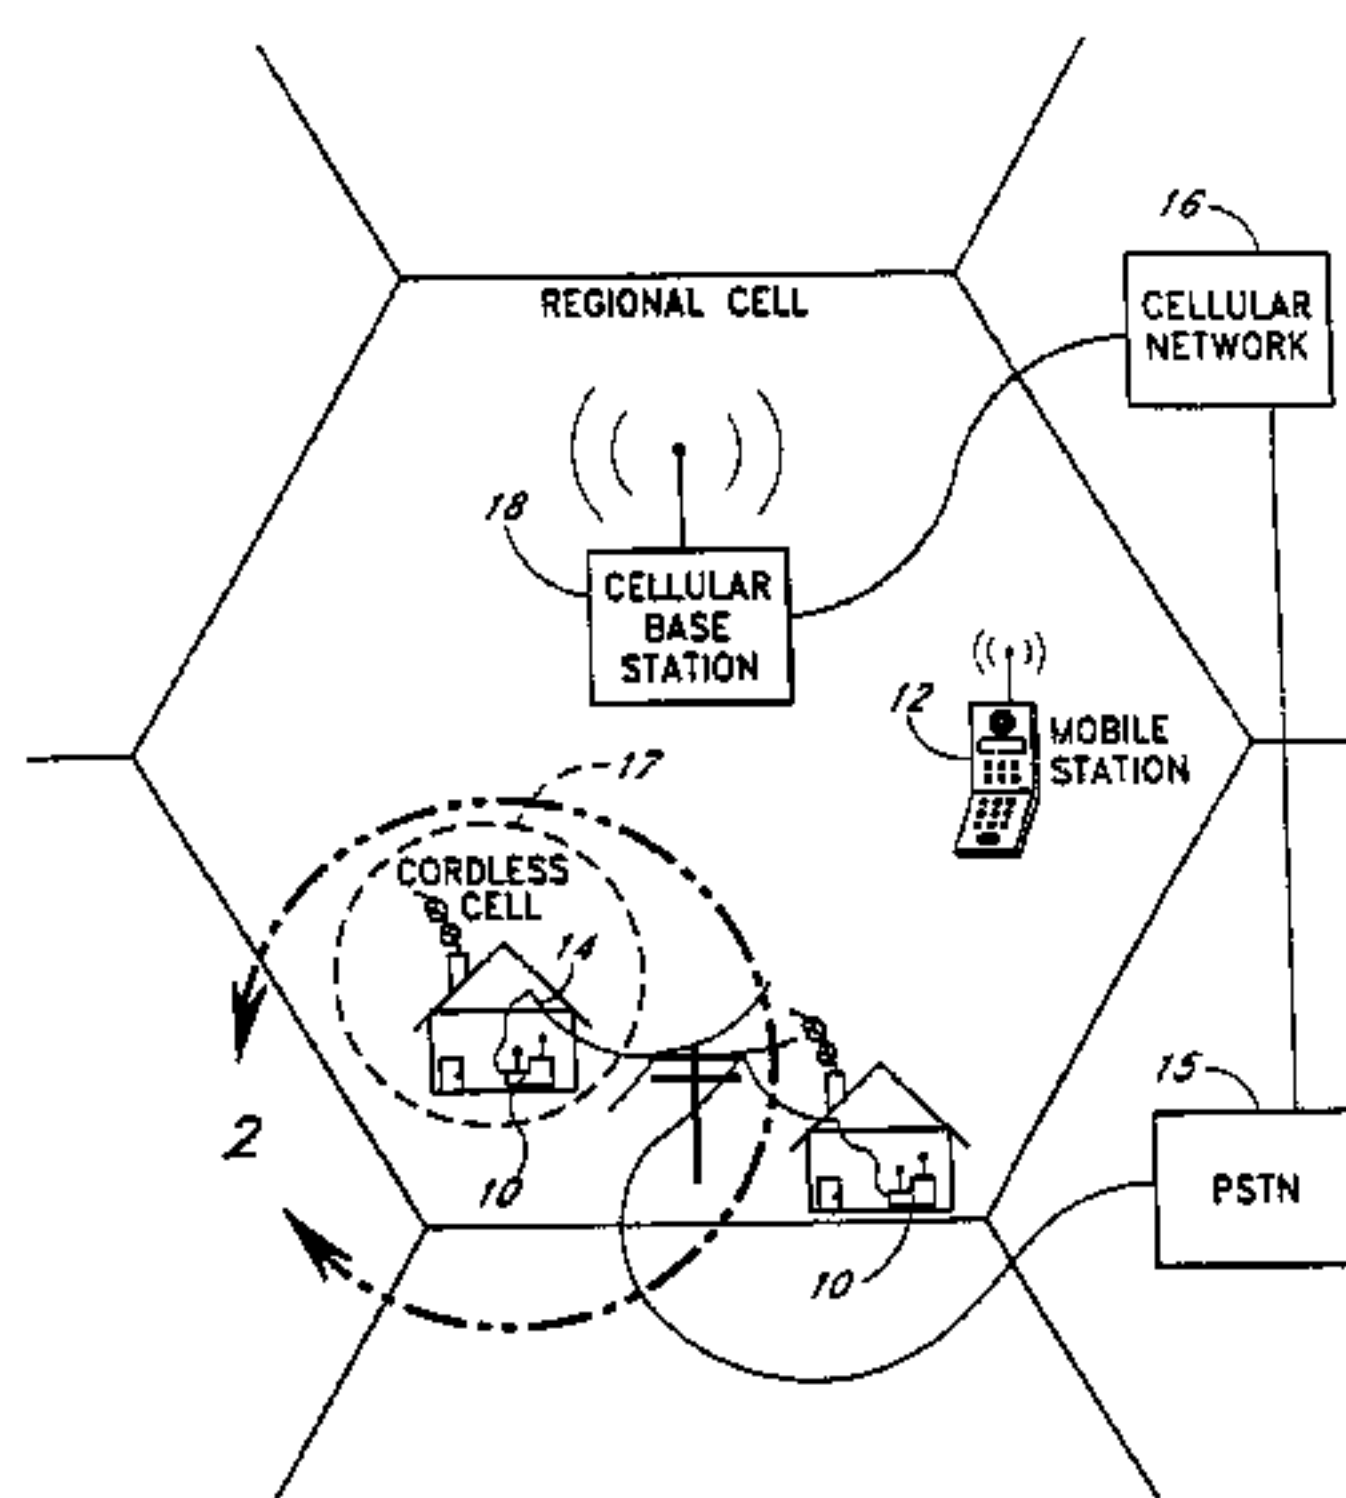 16
REGIONAL CELL
CELLULAR
NETWORK
18
CELLULAR
BASE
STATION
12
MOBILE
STATION
17
CORDLESS
CELL
14
15
2
10
PSTN
10